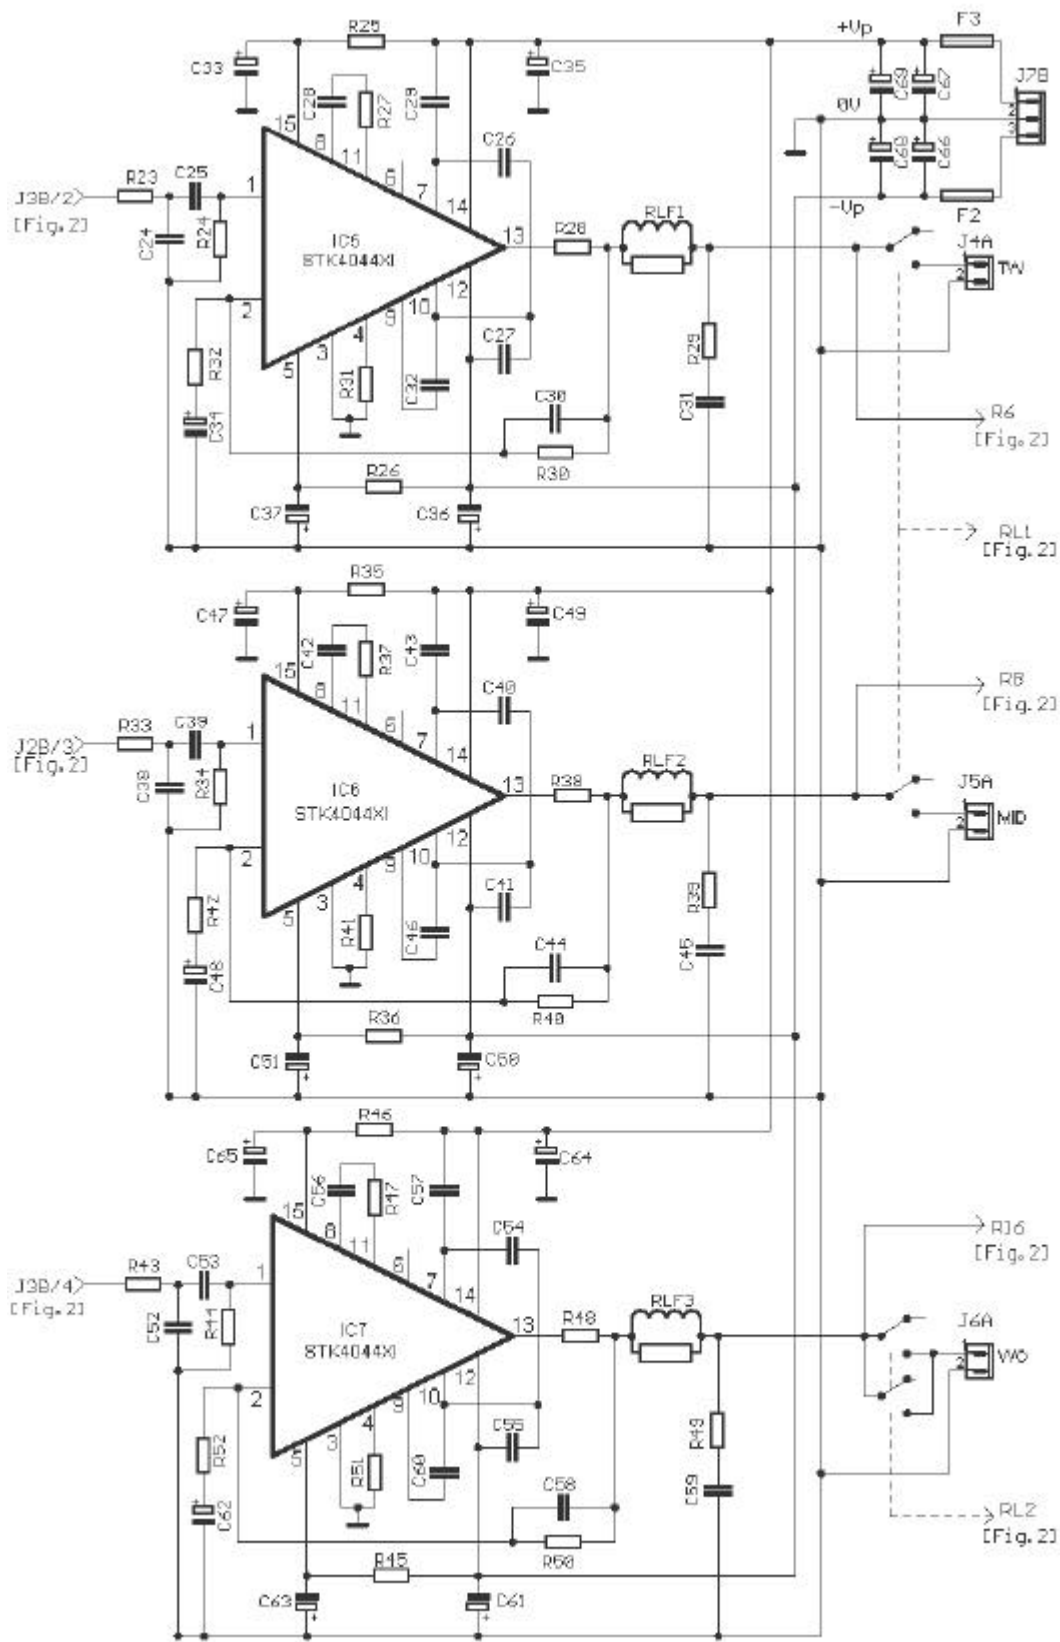 R25
+Vp
F3
C33
C35
C69
C67
J7B
C28
R27
C29
0V
C68
C66
15
8
11
6
7
14
C26
-Vp
F2
J3B/2
[Fig.2]
R23
C25
1
C24
R24
IC5
STK4044XI
13
R28
RLF1
J4A
2
TW
2
12
10
9
4
3
5
C27
R29
R32
R31
C32
C31
C34
C30
R30
R6
[Fig.2]
R26
C37
C36
RL1
[Fig.2]
R35
C47
C49
C42
R37
C43
15
8
11
6
7
14
C40
R8
[Fig.2]
J2B/3
[Fig.2]
R33
C39
1
C38
R34
IC6
STK4044XI
13
R38
RLF2
J5A
2
MID
2
12
10
9
4
3
5
C41
R39
R42
R41
C46
C45
C48
C44
R40
R36
C51
C50
R46
C65
C64
C56
R47
C57
15
8
11
6
7
14
C54
R16
[Fig.2]
J3B/4
[Fig.2]
R43
C53
1
C52
R44
IC7
STK4044XI
13
R48
RLF3
J6A
2
WO
2
12
10
9
4
3
5
C55
R49
R52
R51
C60
C59
C62
C58
R50
RL2
[Fig.2]
R45
C63
C61